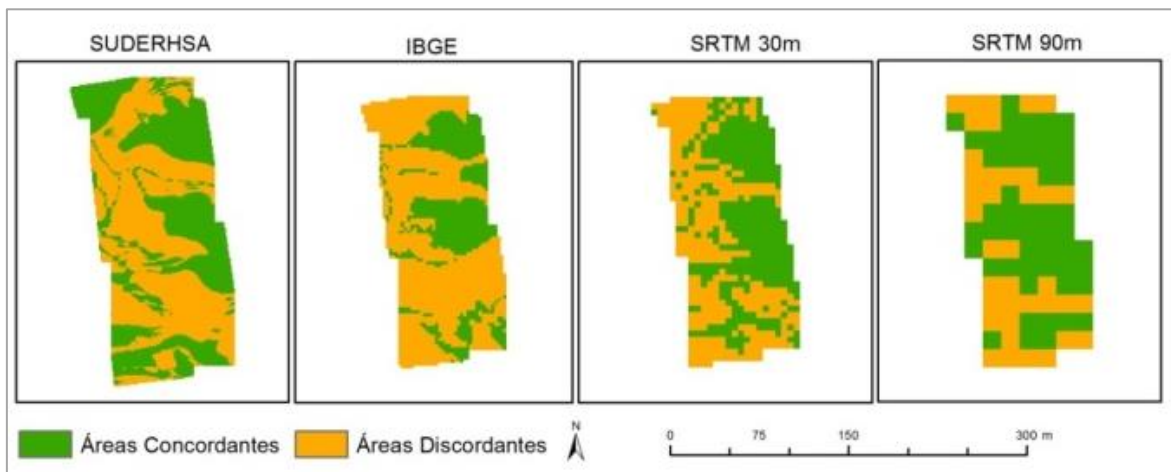 SUDERHSA IBGE SRTM 30m SRTM 90m
Áreas Concordantes Áreas Discordantes N 0 75 150 300 m